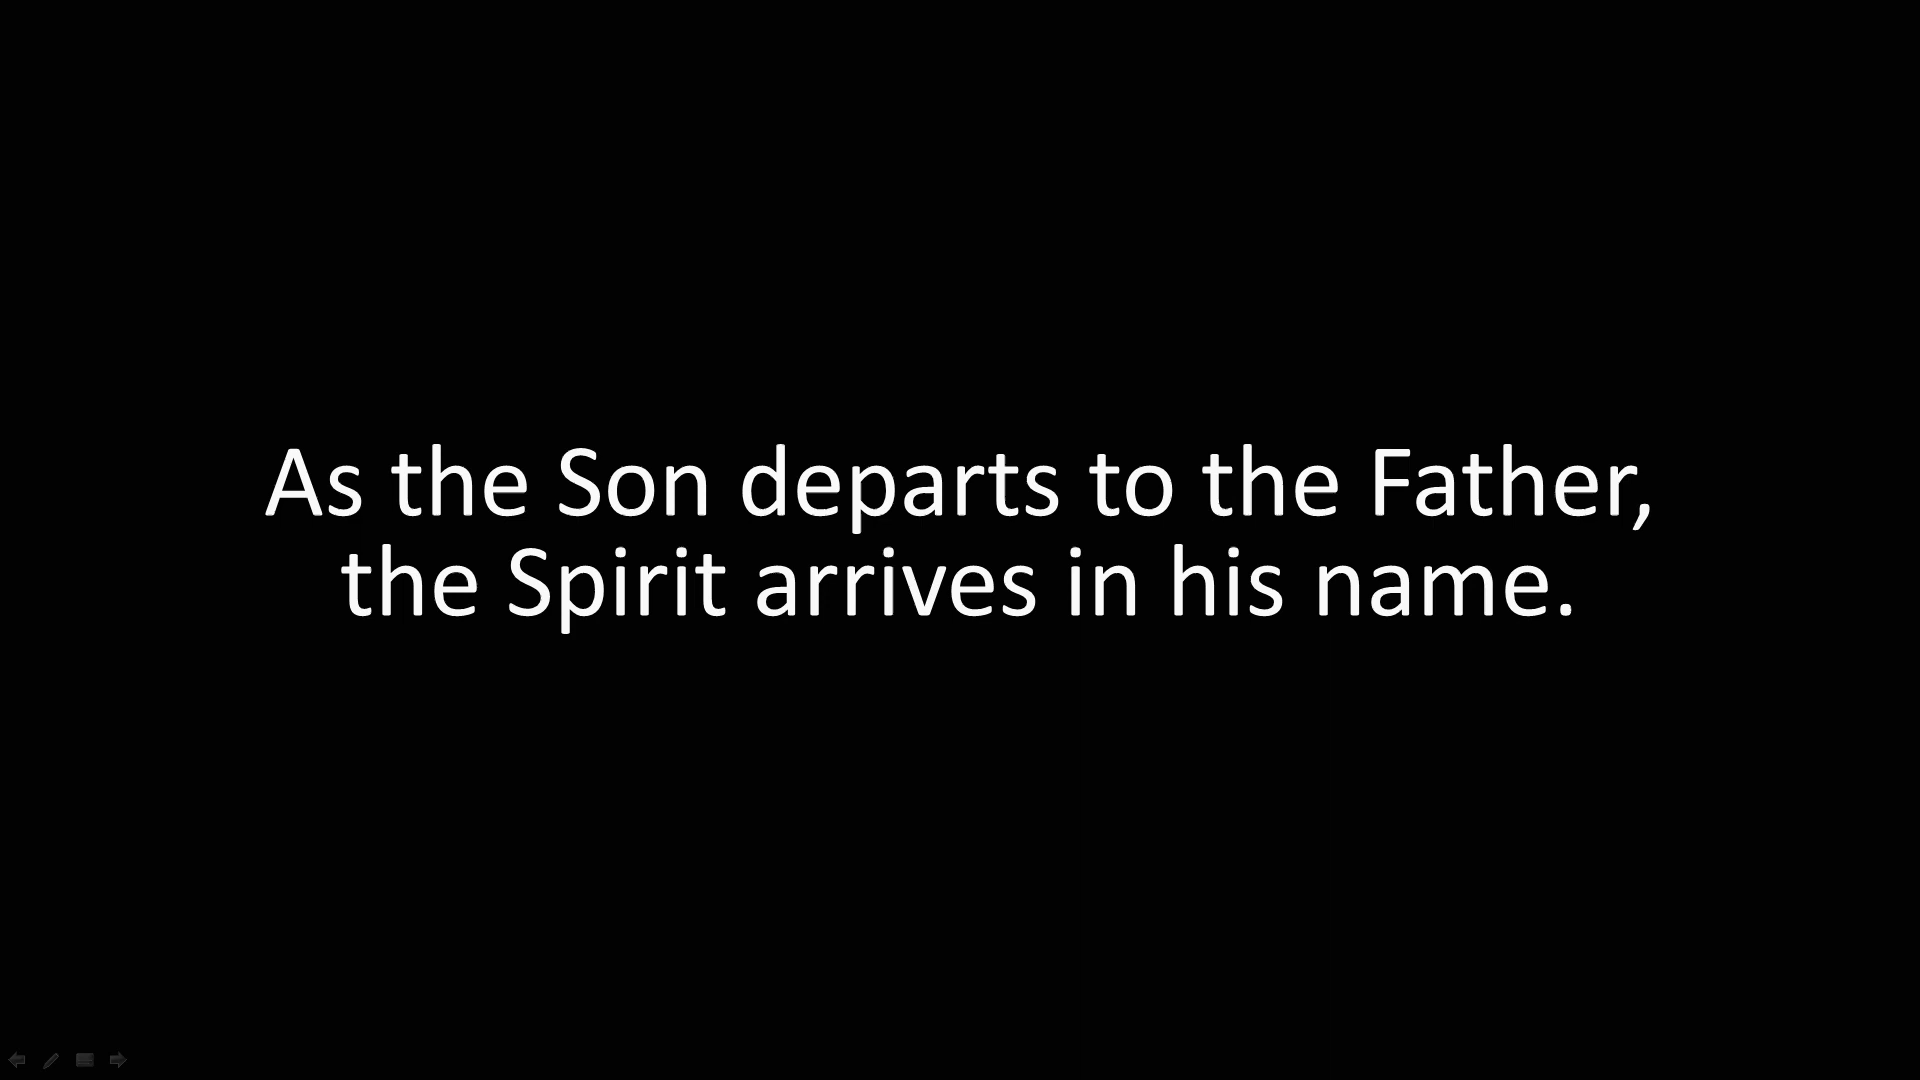 As the Son departs to the Father,
the Spirit arrives in his name.